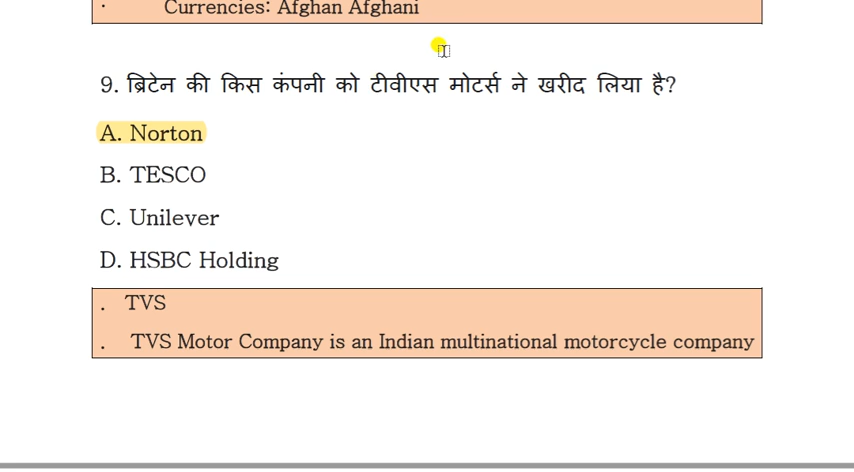 · Currencies: Afghan Afghani
9. ब्रिटेन की किस कंपनी को टीवीएस मोटर्स ने खरीद लिया है?
A. Norton
B. TESCO
C. Unilever
D. HSBC Holding
. TVS
. TVS Motor Company is an Indian multinational motorcycle company